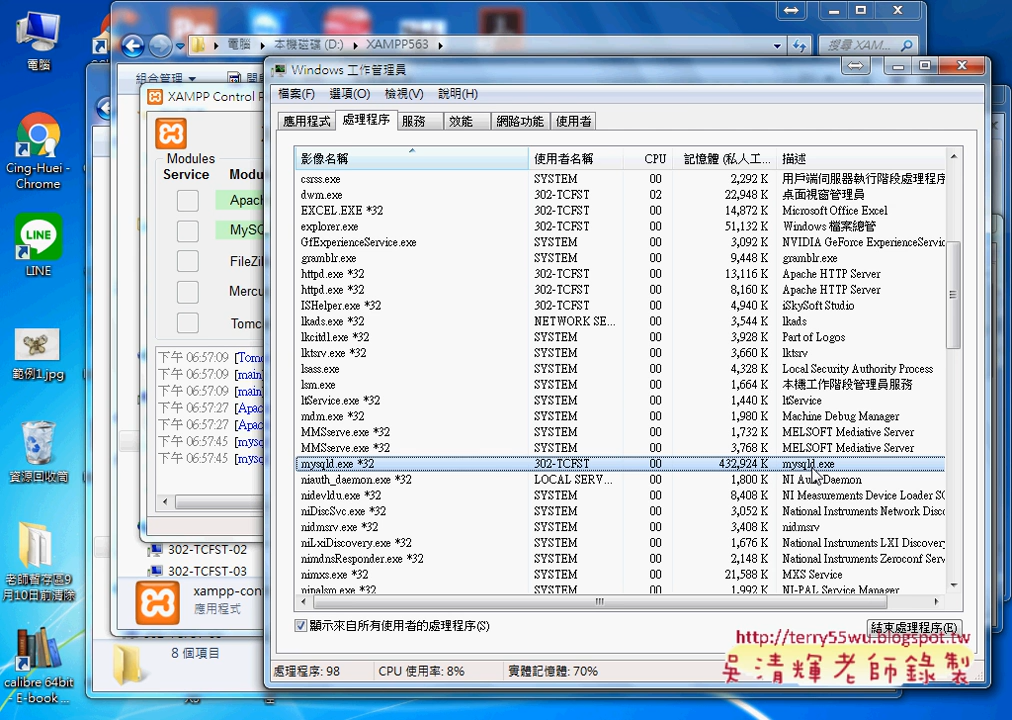 電腦
Cing-Huei -
Chrome
LINE
LINE
範例1.jpg
資源回收筒
老師暫存區9
月10日前清除
calibre 64bit
- E-book ...
電腦
本機磁碟 (D:)
XAMPP563
搜尋 XAM...
組合管理
XAMPP Control P
Modules
Service
Modu
Apac
MySQ
FileZil
Mercu
Tomc
下午 06:57:09 [Tomc
下午 06:57:09 [main
下午 06:57:09 [main
下午 06:57:27 [Apac
下午 06:57:27 [Apac
下午 06:57:45 [mysq
下午 06:57:45 [mysq
302-TCFST-02
302-TCFST-03
xampp-con
應用程式
8 個項目
Windows 工作管理員
檔案(F) 選項(O) 檢視(V) 說明(H)
應用程式 處理程序 服務 效能 網路功能 使用者
影像名稱 使用者名稱 CPU 記憶體 (私人工... 描述
csrss.exe SYSTEM 00 2,292 K 用戶端伺服器執行階段處理程序
dwm.exe 302-TCFST 02 22,948 K 桌面視窗管理員
EXCEL.EXE *32 302-TCFST 00 14,872 K Microsoft Office Excel
explorer.exe 302-TCFST 00 51,132 K Windows 檔案總管
GfExperienceService.exe SYSTEM 00 3,092 K NVIDIA GeForce ExperienceServic
gramblr.exe SYSTEM 00 9,448 K gramblr.exe
httpd.exe *32 302-TCFST 00 13,116 K Apache HTTP Server
httpd.exe *32 302-TCFST 00 8,160 K Apache HTTP Server
ISHelper.exe *32 302-TCFST 00 4,940 K iSkySoft Studio
lkads.exe *32 NETWORK SE... 00 3,544 K lkads
lkcitdl.exe *32 SYSTEM 00 3,928 K Part of Logos
lktsrv.exe *32 SYSTEM 00 3,660 K lktsrv
lsass.exe SYSTEM 00 4,328 K Local Security Authority Process
lsm.exe SYSTEM 00 1,664 K 本機工作階段管理員服務
ltService.exe *32 SYSTEM 00 1,440 K ltService
mdm.exe *32 SYSTEM 00 1,980 K Machine Debug Manager
MMSserve.exe *32 SYSTEM 00 1,732 K MELSOFT Mediative Server
MMSserve.exe *32 SYSTEM 00 3,768 K MELSOFT Mediative Server
mysqld.exe *32 302-TCFST 00 432,924 K mysqld.exe
niauth_daemon.exe *32 LOCAL SERV... 00 1,800 K NI Auth Daemon
nidevldu.exe *32 SYSTEM 00 8,408 K NI Measurements Device Loader SC
niDiscSvc.exe *32 SYSTEM 00 3,052 K National Instruments Network Disco
nidmsrv.exe *32 SYSTEM 00 3,408 K nidmsrv
niLxiDiscovery.exe *32 SYSTEM 00 1,676 K National Instruments LXI Discover
nimdnsResponder.exe *32 SYSTEM 00 2,148 K National Instruments Zeroconf Serv
nimxs.exe *32 SYSTEM 00 21,588 K MXS Service
nipalsm.exe *32 SYSTEM 00 1,992 K NI-PAL Service Manager
顯示來自所有使用者的處理程序(S)
結束處理程序(E)
處理程序: 98 CPU 使用率: 8% 實體記憶體: 70%
http://terry55wu.blogspot.tw
吳清輝老師錄製